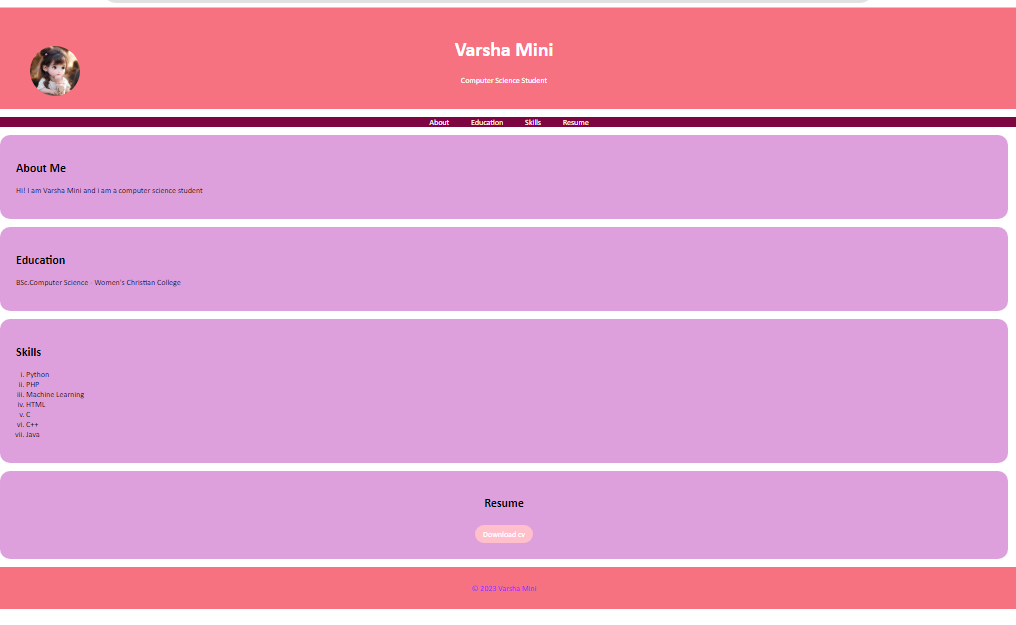 Varsha Mini
Computer Science Student
About Education Skills Resume
About Me
Hi! I am Varsha Mini and i am a computer science student
Education
BSc.Computer Science Women's Christian College
Skills
i. Python
ii. PHP
iii. Machine Learning
iv. HTML
v. C
vi. C++
vii. Java
Resume
Download cv
© 2023 Varsha Mini